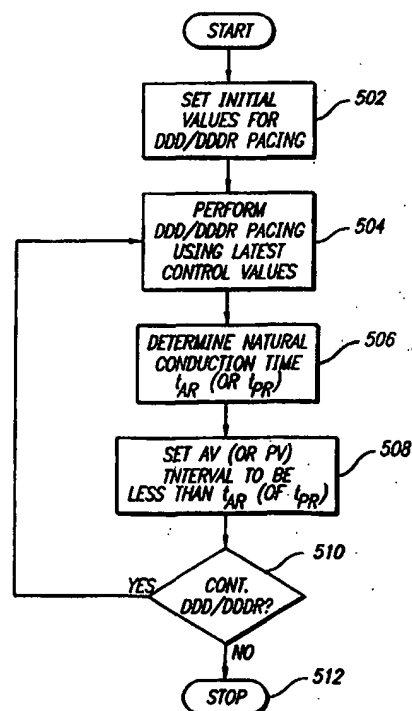 START
SET INITIAL
VALUES FOR
DDD/DDDR PACING
502
PERFORM
DDD/DDDR PACING
USING LATEST
CONTROL VALUES
504
DETERMINE NATURAL
CONDUCTION TIME
tAR (OR tPR)
506
SET AV (OR PV)
INTERVAL TO BE
LESS THAN tAR (OF tPR)
508
CONT.
DDD/DDDR?
510
YES
NO
STOP
512